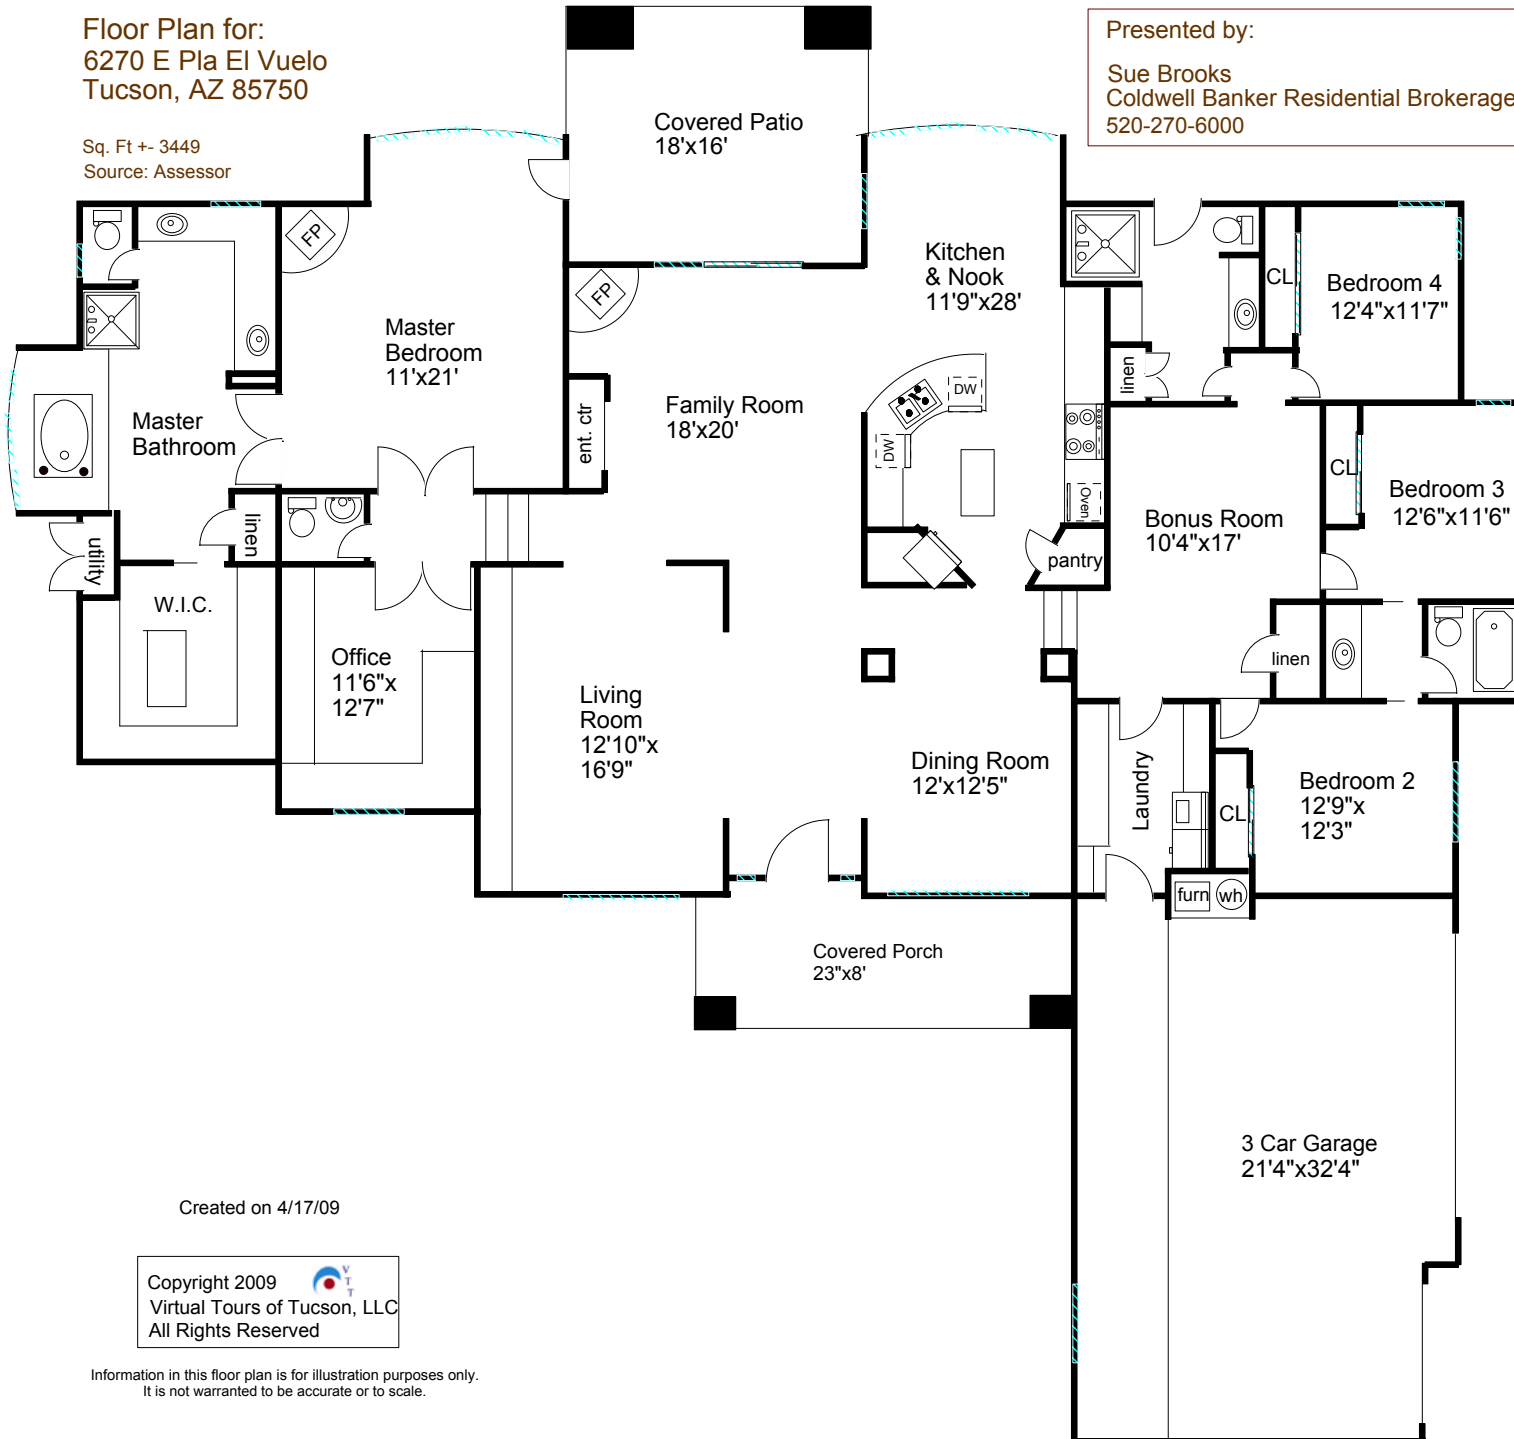 Floor Plan for:
6270 E Pla El Vuelo
Tucson, AZ 85750
Sq. Ft +- 3449
Source: Assessor
Presented by:
Sue Brooks
Coldwell Banker Residential Brokerage
520-270-6000
Covered Patio
18'x16'
FP
FP
Kitchen
& Nook
11'9"x28'
CL
Bedroom 4
12'4"x11'7"
Master
Bedroom
11'x21'
linen
DW
DW
Family Room
18'x20'
ent. ctr
Master
Bathroom
CL
Bedroom 3
12'6"x11'6"
Oven
Bonus Room
10'4"x17'
linen
utility
pantry
W.I.C.
Office
11'6"x
12'7"
linen
Living
Room
12'10"x
16'9"
Dining Room
12'x12'5"
Laundry
Bedroom 2
12'9"x
12'3"
CL
furn
wh
Covered Porch
23"x8'
3 Car Garage
21'4"x32'4"
Created on 4/17/09
Copyright 2009
VTT
Virtual Tours of Tucson, LLC
All Rights Reserved
Information in this floor plan is for illustration purposes only.
It is not warranted to be accurate or to scale.